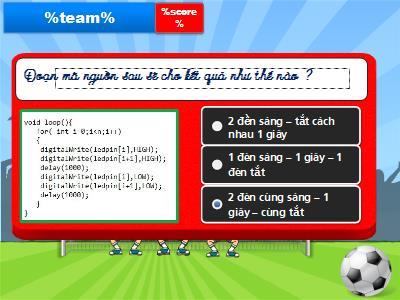 %team%
%score
%
Đoạn mã nguồn sau sẽ cho kết quả như thế nào ?
void loop(){
for( int i=0;i<n;i++)
{
digitalWrite(ledpin[i],HIGH);
digitalWrite(ledpin[i+1],HIGH);
delay(1000);
digitalWrite(ledpin[i],LOW);
digitalWrite(ledpin[i+1],LOW);
delay(1000);
}
}
2 đền sáng – tắt cách
nhau 1 giây
1 đèn sáng – 1 giây – 1
đèn tắt
2 đèn cùng sáng – 1
giây – cùng tắt